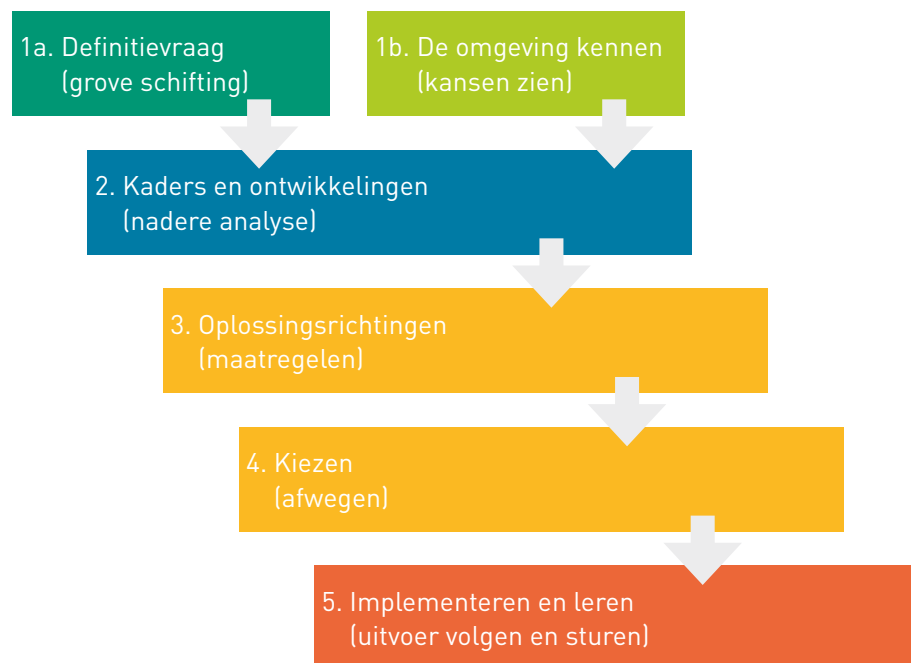 1a. Definitievraag
(grove schifting)
1b. De omgeving kennen
(kansen zien)
2. Kaders en ontwikkelingen
(nadere analyse)
3. Oplossingsrichtingen
(maatregelen)
4. Kiezen
(afwegen)
5. Implementeren en leren
(uitvoer volgen en sturen)